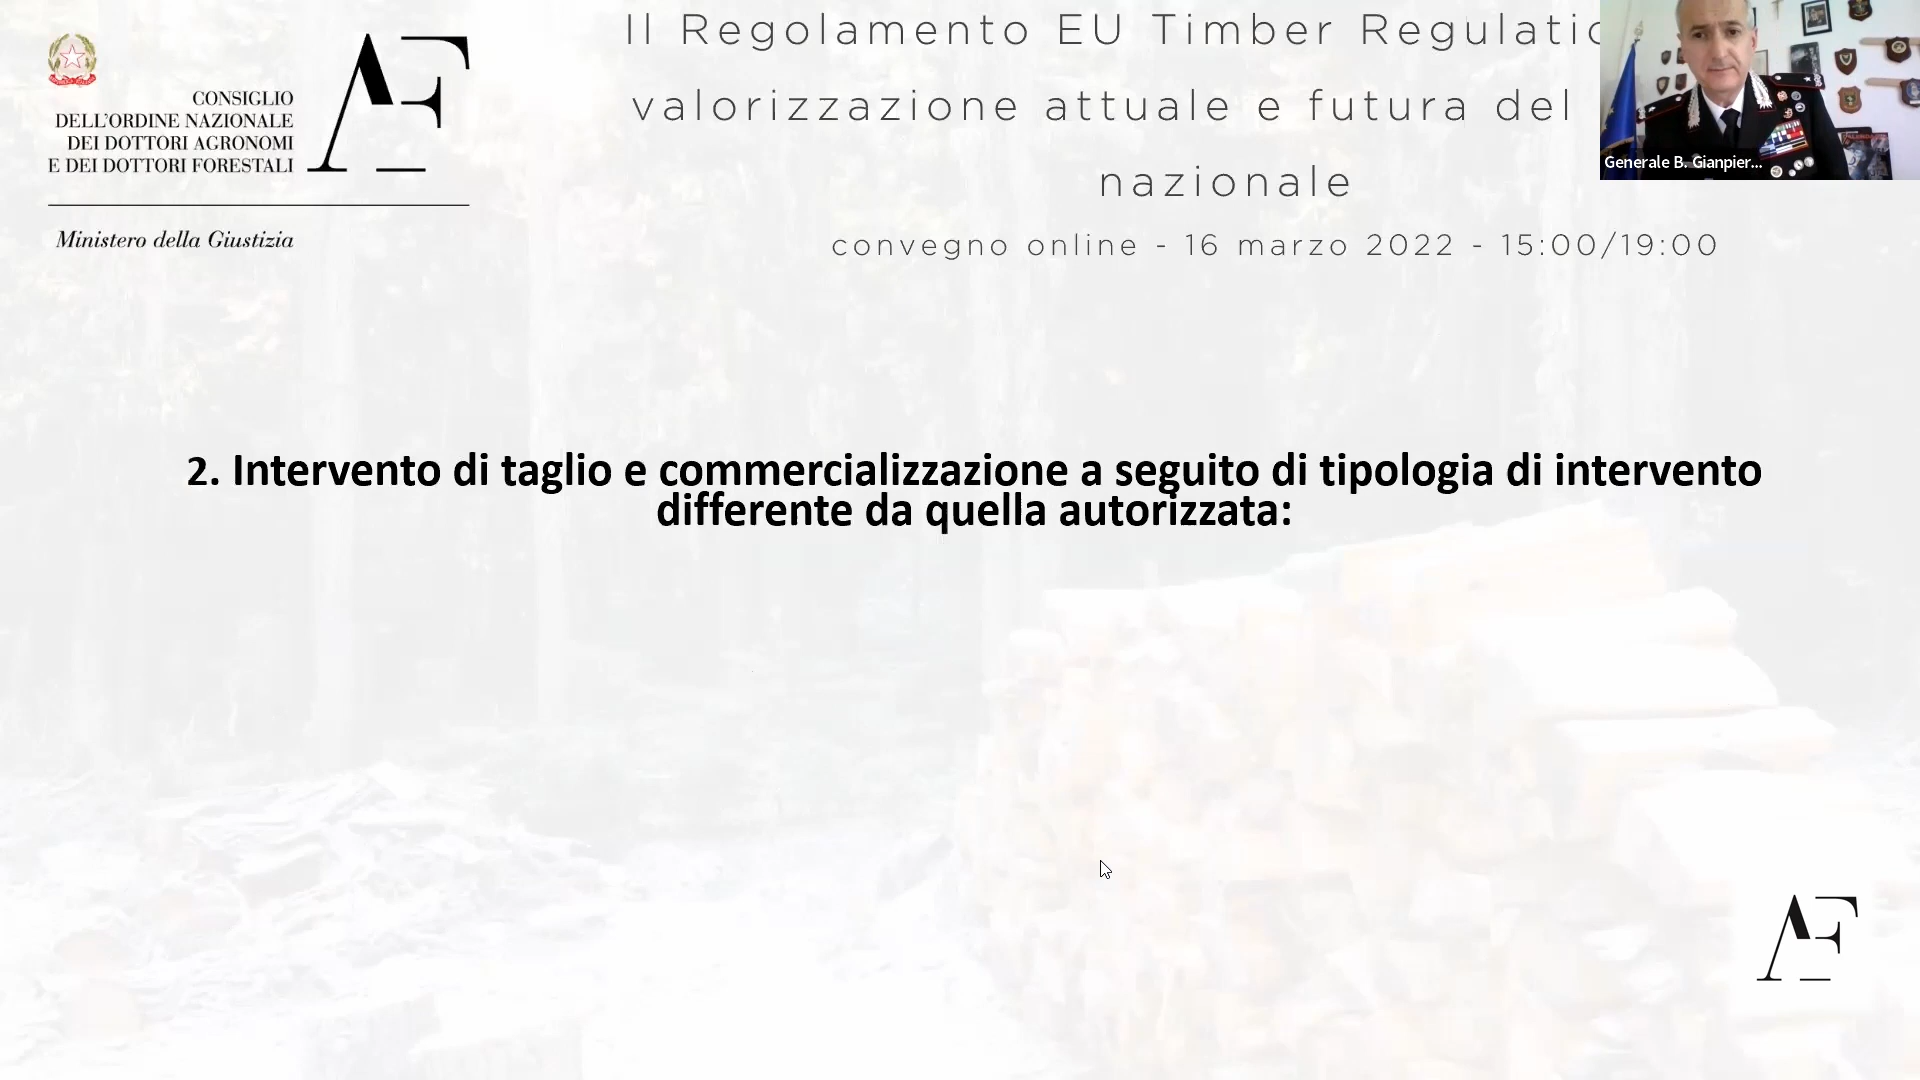 CONSIGLIO
DELL'ORDINE NAZIONALE
DEI DOTTORI AGRONOMI
E DEI DOTTORI FORESTALI
Ministero della Giustizia
AF
Il Regolamento EU Timber Regulatio
valorizzazione attuale e futura del
nazionale
convegno online - 16 marzo 2022 - 15:00/19:00
Generale B. Gianpier...
2. Intervento di taglio e commercializzazione a seguito di tipologia di intervento
differente da quella autorizzata:
AF